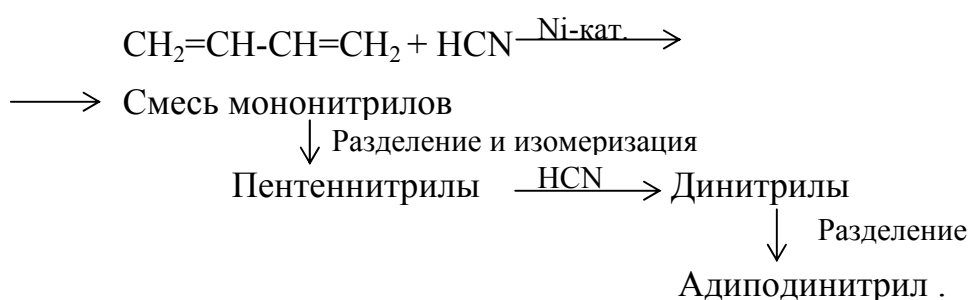 CH₂=CH-CH=CH₂ + HCN Ni-кат.
Смесь мононитрилов
Разделение и изомеризация
Пентеннитрилы HCN Динитрилы
Разделение
Адиподинитрил .